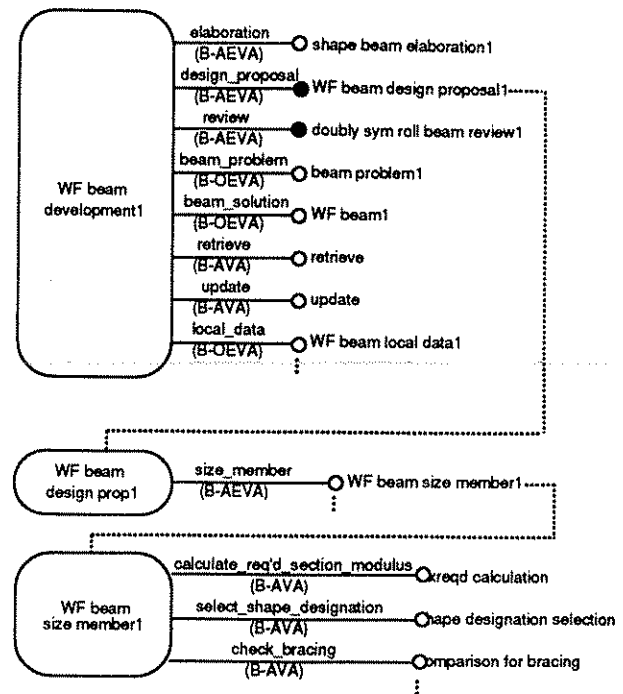 elaboration
(B-AEVA)
shape beam elaboration1
design_proposal
(B-AEVA)
WF beam design proposal1
review
(B-AEVA)
doubly sym roll beam review1
beam_problem
(B-OEVA)
beam problem1
WF beam
development1
beam_solution
(B-OEVA)
WF beam1
retrieve
(B-AVA)
retrieve
update
(B-AVA)
update
local_data
(B-OEVA)
WF beam local data1
WF beam
design prop1
size_member
(B-AEVA)
WF beam size member1
WF beam
size member1
calculate_req'd_section_modulus
(B-AVA)
xreqd calculation
select_shape_designation
(B-AVA)
hape designation selection
check_bracing
(B-AVA)
omparison for bracing